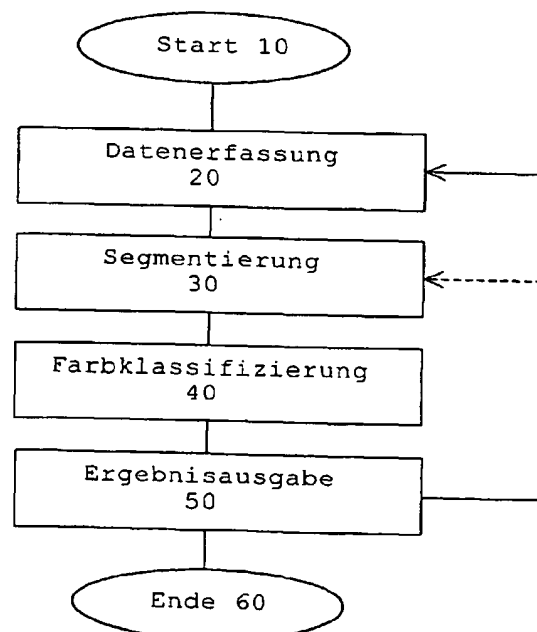 Start 10
Datenerfassung
20
Segmentierung
30
Farbklassifizierung
40
Ergebnisausgabe
50
Ende 60